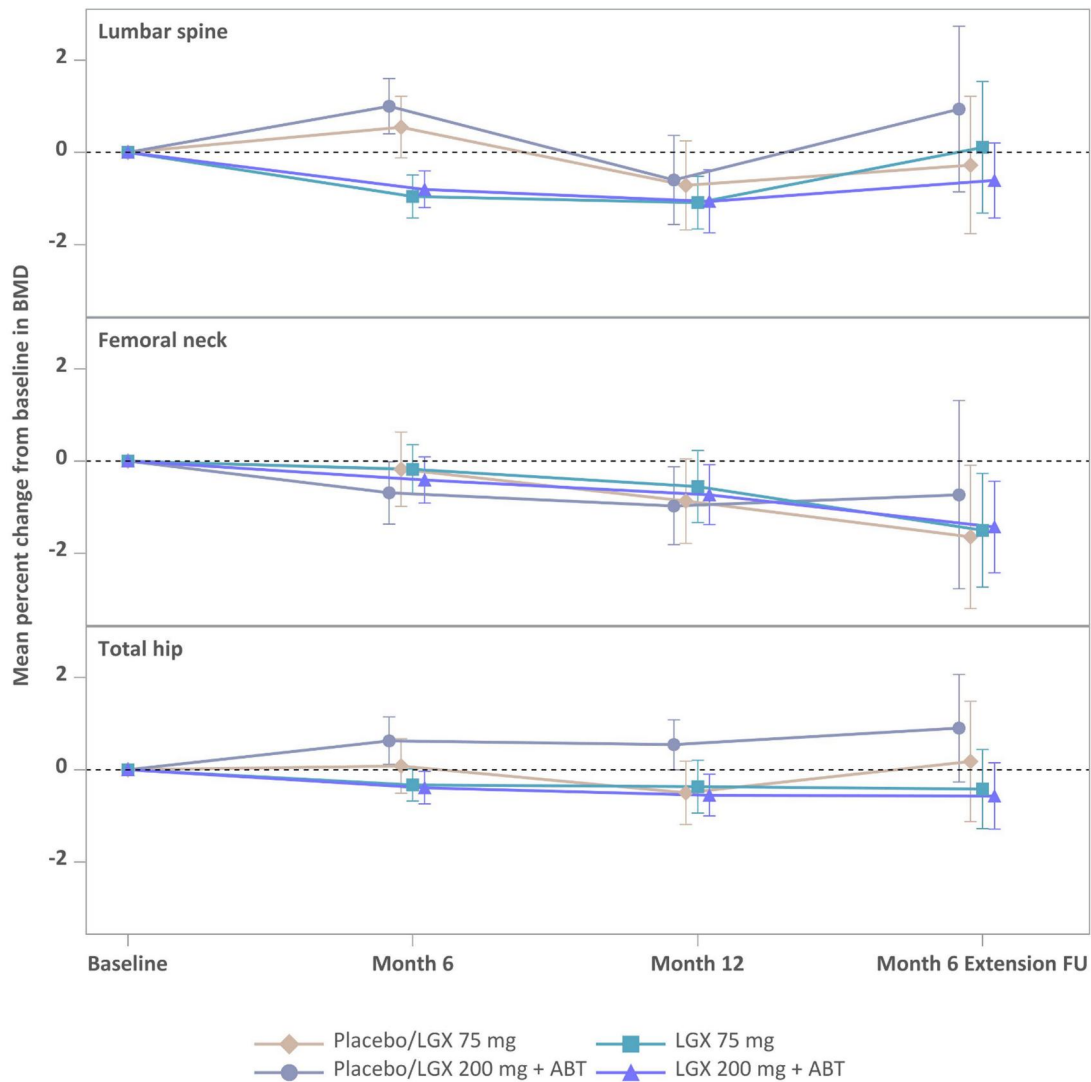 Mean percent change from baseline in BMD
Lumbar spine
2
0
-2
Femoral neck
2
0
-2
Total hip
2
0
-2
Baseline Month 6 Month 12 Month 6 Extension FU
Placebo/LGX 75 mg LGX 75 mg
Placebo/LGX 200 mg + ABT LGX 200 mg + ABT